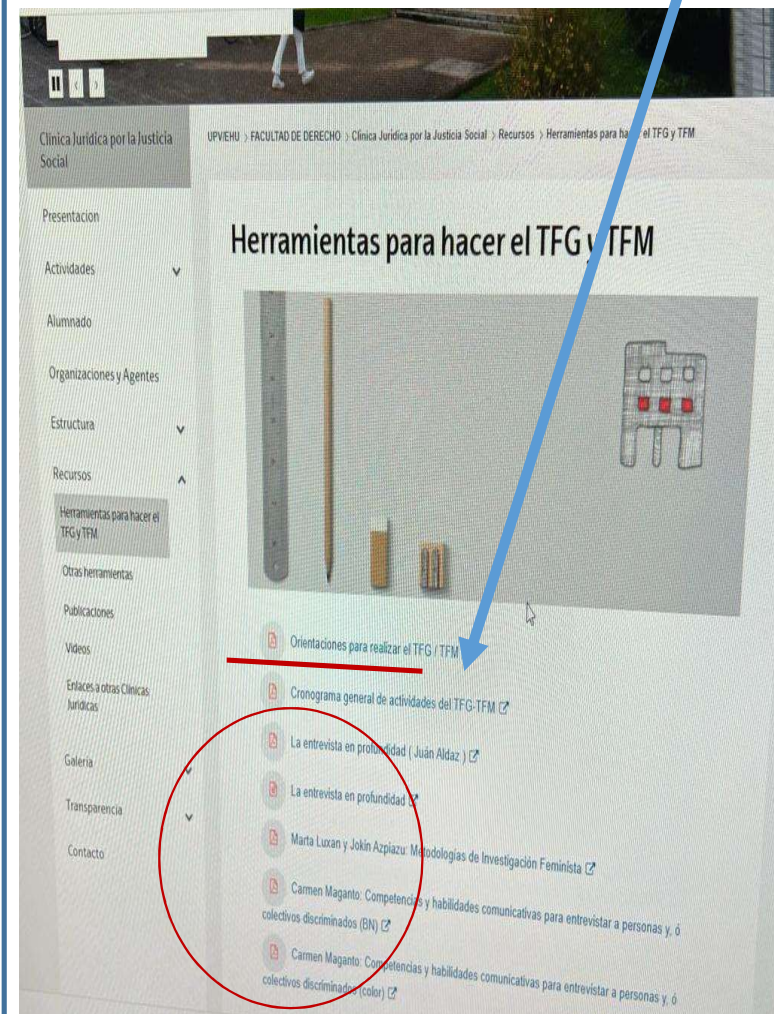 Clínica Jurídica por la Justicia
Social
UPV/EHU > FACULTAD DE DERECHO > Clínica Jurídica por la Justicia Social > Recursos > Herramientas para hacer el TFG y TFM
Presentacion
Actividades
Alumnado
Organizaciones y Agentes
Estructura
Recursos
Herramientas para hacer el
TFG y TFM
Otras herramientas
Publicaciones
Videos
Enlaces a otras Clínicas
Jurídicas
Galeria
Transparencia
Contacto
Herramientas para hacer el TFG y TFM
Orientaciones para realizar el TFG / TFM
Cronograma general de actividades del TFG-TFM
La entrevista en profundidad ( Juán Aldaz )
La entrevista en profundidad
Marta Luxan y Jokin Azpiazu: Metodologías de Investigación Feminista
Carmen Maganto: Competencias y habilidades comunicativas para entrevistar a personas y, ó
colectivos discriminados (BN)
Carmen Maganto: Competencias y habilidades comunicativas para entrevistar a personas y, ó
colectivos discriminados (color)